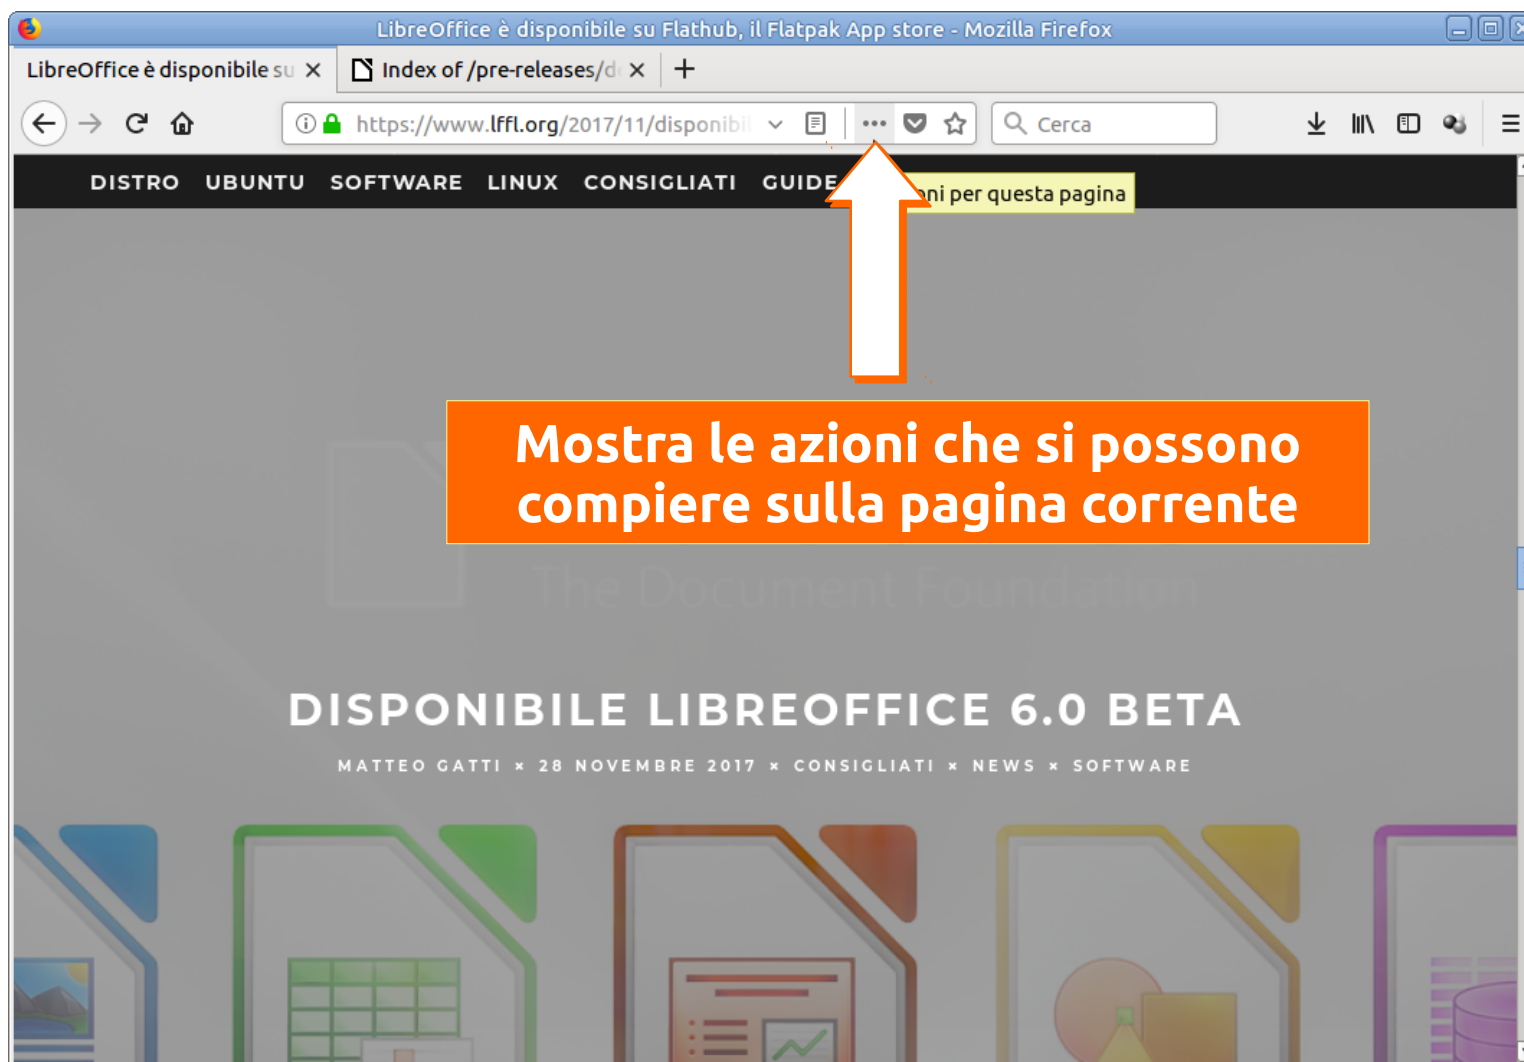 LibreOffice è disponibile su Flathub, il Flatpak App store - Mozilla Firefox
LibreOffice è disponibile su
Index of /pre-releases/d
https://www.lffl.org/2017/11/disponibil
Cerca
DISTRO UBUNTU SOFTWARE LINUX CONSIGLIATI GUIDE
per questa pagina
Mostra le azioni che si possono
compiere sulla pagina corrente
The Document Foundation
DISPONIBILE LIBREOFFICE 6.0 BETA
MATTEO GATTI × 28 NOVEMBRE 2017 × CONSIGLIATI × NEWS × SOFTWARE